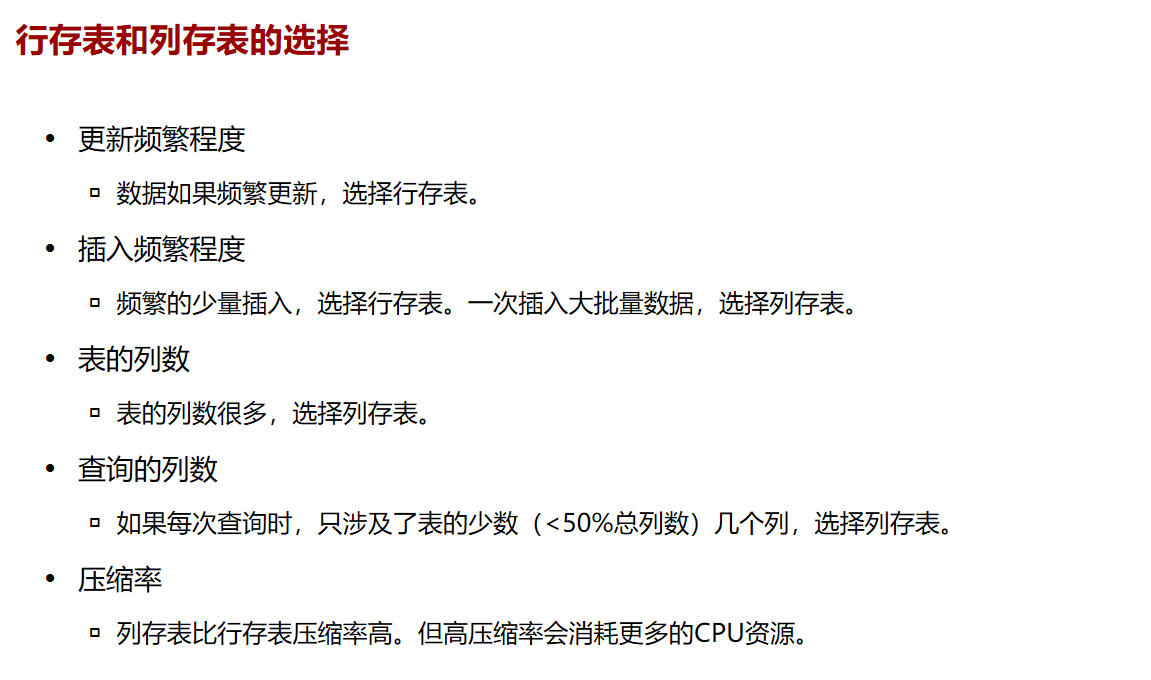 行存表和列存表的选择
• 更新频繁程度
▫ 数据如果频繁更新，选择行存表。
• 插入频繁程度
▫ 频繁的少量插入，选择行存表。一次插入大批量数据，选择列存表。
• 表的列数
▫ 表的列数很多，选择列存表。
• 查询的列数
▫ 如果每次查询时，只涉及了表的少数（<50%总列数）几个列，选择列存表。
• 压缩率
▫ 列存表比行存表压缩率高。但高压缩率会消耗更多的CPU资源。